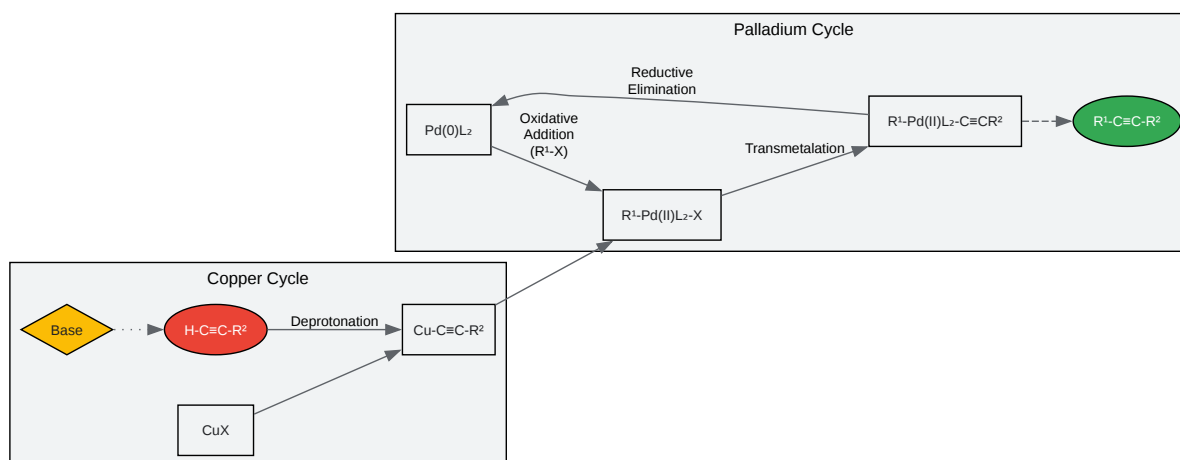 Palladium Cycle
Reductive
Elimination
Pd(0)L₂
Oxidative
Addition
(R¹-X)
R¹-Pd(II)L₂-C≡CR²
R¹-C≡C-R²
Transmetalation
R¹-Pd(II)L₂-X
Copper Cycle
Base
H-C≡C-R²
Deprotonation
Cu-C≡C-R²
CuX